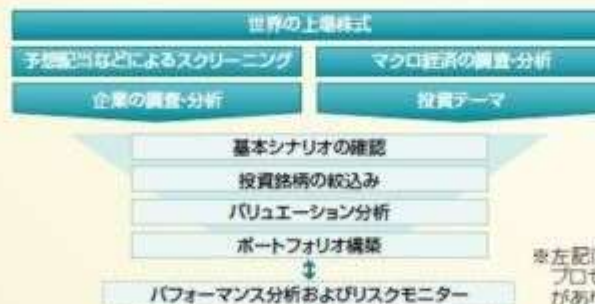 世界の上場株式
予想配当などによるスクリーニング
マクロ経済の調査・分析
企業の調査・分析
投資テーマ
基本シナリオの確認
投資銘柄の絞込み
バリュエーション分析
ポートフォリオ構築
パフォーマンス分析およびリスクモニター
※左記
プロセ
があり